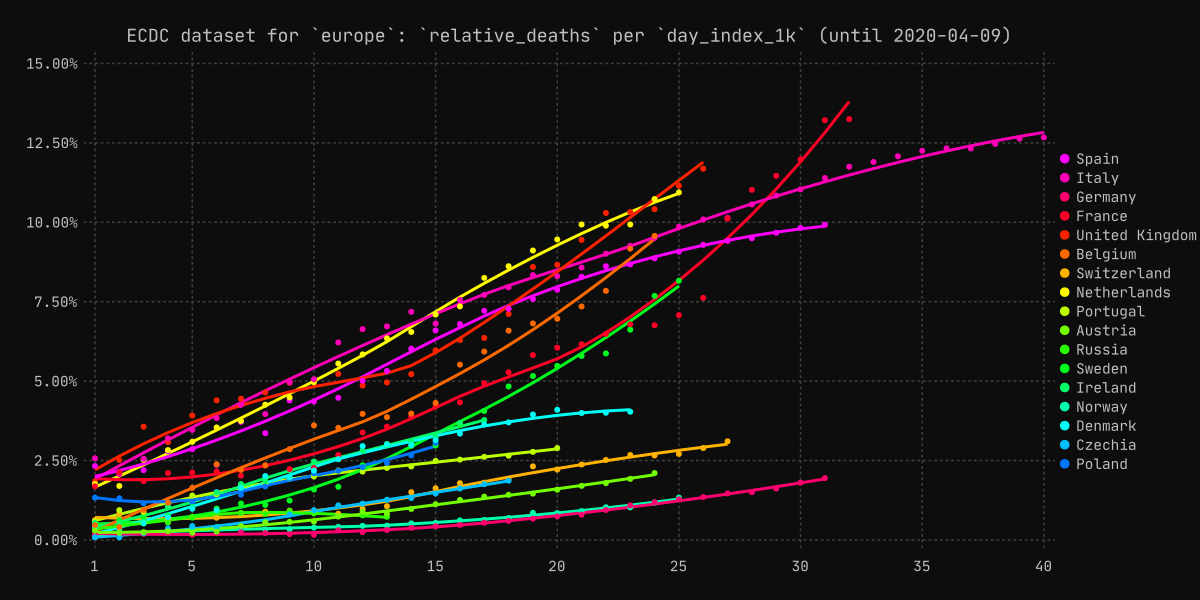 ECDC dataset for `europe`: `relative_deaths` per `day_index_1k` (until 2020-04-09)
15.00%
12.50%
10.00%
7.50%
5.00%
2.50%
0.00%
1 5 10 15 20 25 30 35 40
Spain
Italy
Germany
France
United Kingdom
Belgium
Switzerland
Netherlands
Portugal
Austria
Russia
Sweden
Ireland
Norway
Denmark
Czechia
Poland